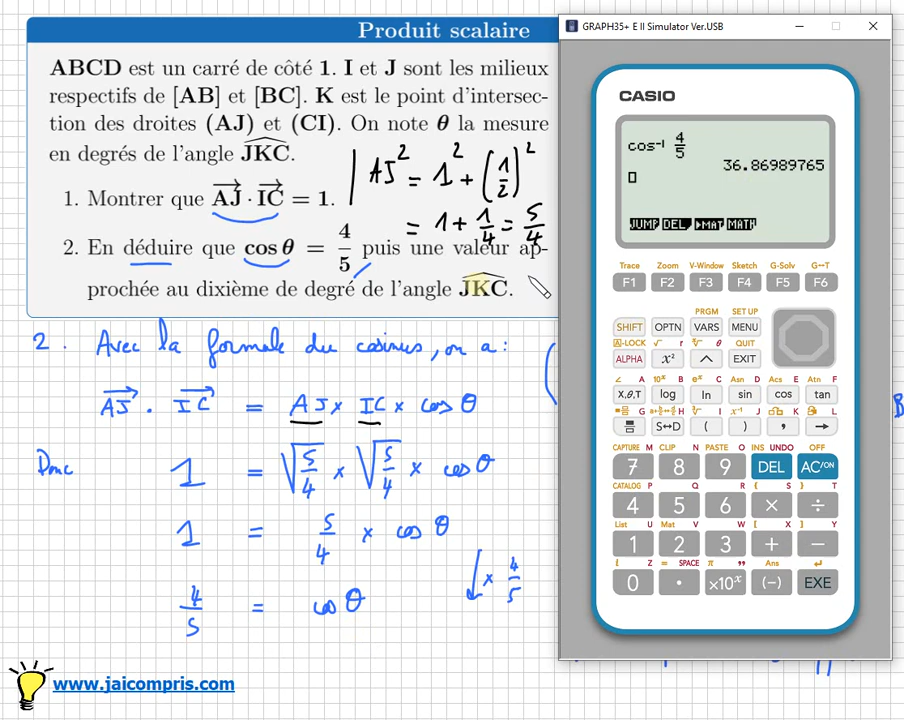 Produit scalaire
ABCD est un carré de côté 1. I et J sont les milieux
respectifs de [AB] et [BC]. K est le point d'intersec-
tion des droites (AJ) et (CI). On note θ la mesure
en degrés de l'angle JKC.
1. Montrer que AJ · IC = 1.
2. En déduire que cos θ = 4/5 puis une valeur ap-
prochée au dixième de degré de l'angle JKC.
AJ² = 1² + (1/2)²
= 1 + 1/4 = 5/4
2. Avec la formule du cosinus, on a :
AJ · IC = AJ × IC × cos θ
Donc 1 = √5/4 × √5/4 × cos θ
1 = 5/4 × cos θ
× 4/5
4/5 = cos θ
www.jaicompris.com
GRAPH35+ E II Simulator Ver.USB
CASIO
cos⁻¹ 4/5
36.86989765
JUMP DEL ►MAT MATH
Trace Zoom V-Window Sketch G-Solv G↔T
F1 F2 F3 F4 F5 F6
PRGM SET UP
SHIFT OPTN VARS MENU
A-LOCK √ r ˣ√ θ QUIT
ALPHA x² ^ EXIT
∠ A 10ˣ B eˣ C Asn D Acs E Atn F
X,θ,T log ln sin cos tan
G H ³√ I x⁻¹ J K L
S↔D ( ) , →
CAPTURE M CLIP N PASTE O INS UNDO OFF
7 8 9 DEL AC/ON
CATALOG P Q R { S } T
4 5 6 × ÷
List U Mat V W [ X ] Y
1 2 3 + −
i Z = SPACE π " Ans ↵
0 . ×10ˣ (−) EXE